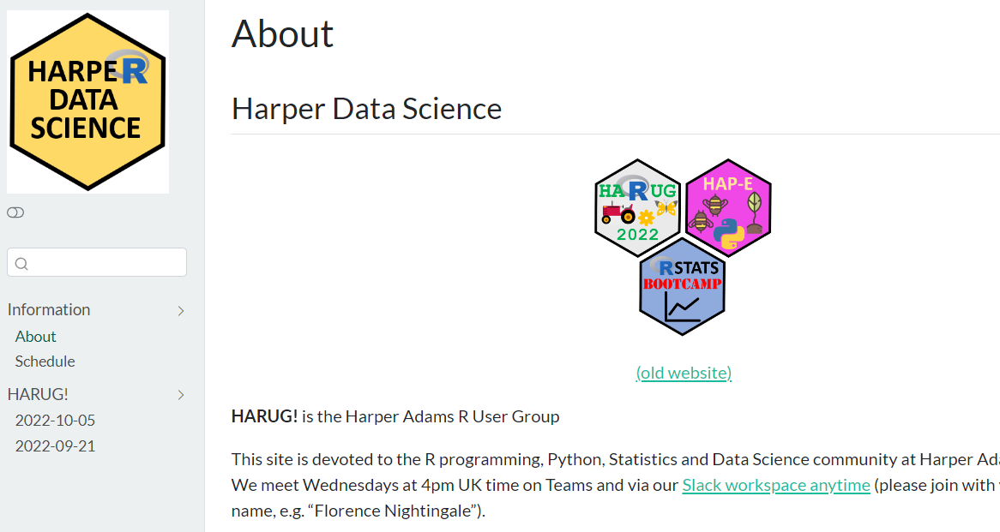 HARPER
DATA
SCIENCE
Information
About
Schedule
HARUG!
2022-10-05
2022-09-21
About
Harper Data Science
HARUG
2022
HAP-E
RSTATS
BOOTCAMP
(old website)
HARUG! is the Harper Adams R User Group
This site is devoted to the R programming, Python, Statistics and Data Science community at Harper
We meet Wednesdays at 4pm UK time on Teams and via our Slack workspace anytime (please join with
name, e.g. “Florence Nightingale”).